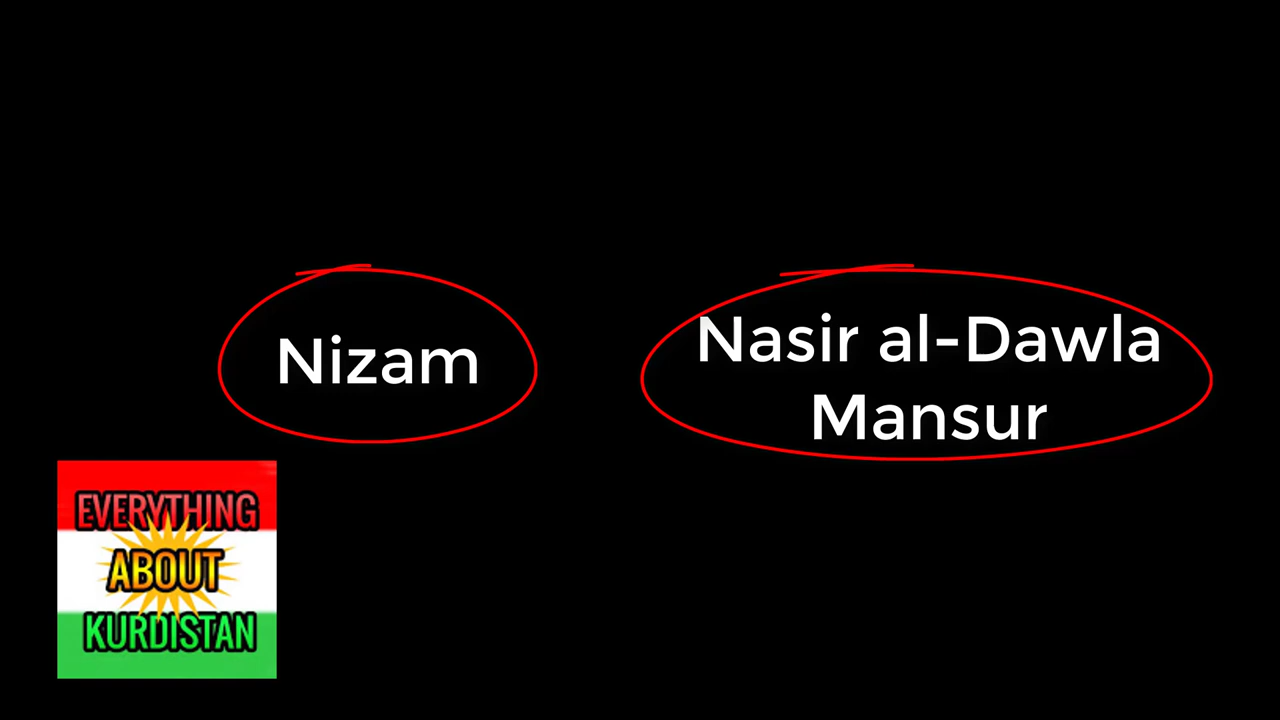 Nizam
Nasir al-Dawla
Mansur
EVERYTHING
ABOUT
KURDISTAN